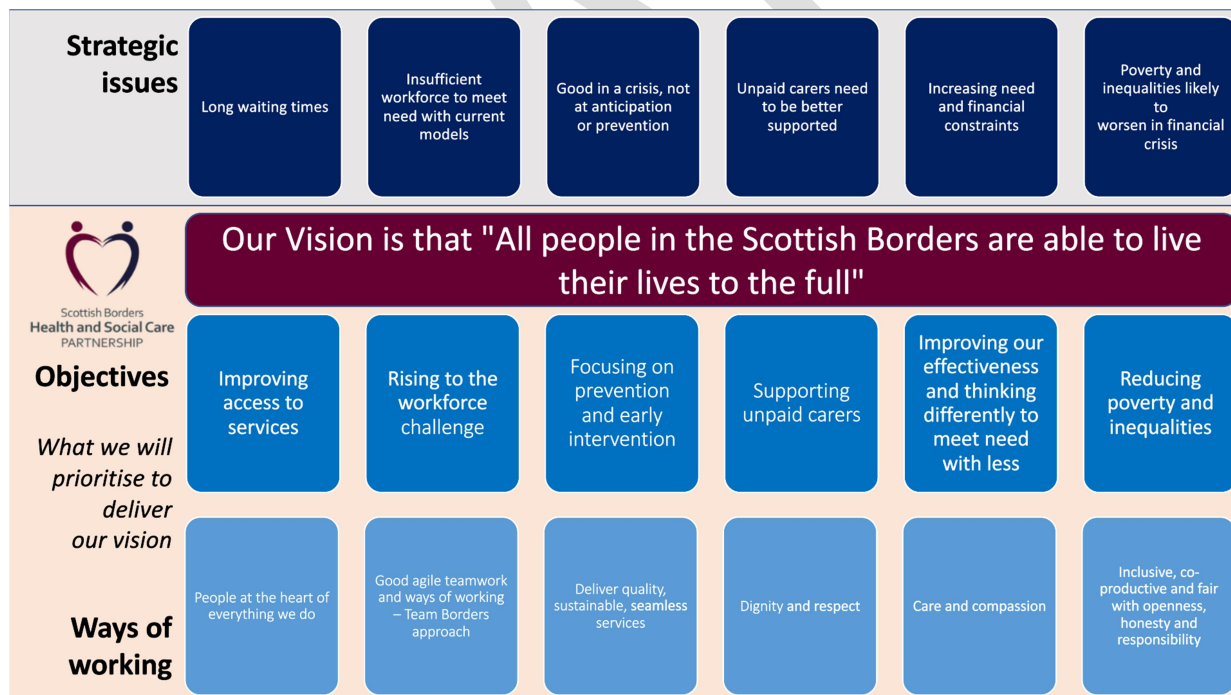 Strategic
issues
Long waiting times
Insufficient
workforce to meet
need with current
models
Good in a crisis, not
at anticipation
or prevention
Unpaid carers need
to be better
supported
Increasing need
and financial
constraints
Poverty and
inequalities likely
to
worsen in financial
crisis
Our Vision is that "All people in the Scottish Borders are able to live
their lives to the full"
Scottish Borders
Health and Social Care
PARTNERSHIP
Objectives
What we will
prioritise to
deliver
our vision
Improving
access to
services
Rising to the
workforce
challenge
Focusing on
prevention
and early
intervention
Supporting
unpaid carers
Improving our
effectiveness
and thinking
differently to
meet need
with less
Reducing
poverty and
inequalities
Ways of
working
People at the heart of
everything we do
Good agile teamwork
and ways of working
– Team Borders
approach
Deliver quality,
sustainable, seamless
services
Dignity and respect
Care and compassion
Inclusive, co-
productive and fair
with openness,
honesty and
responsibility